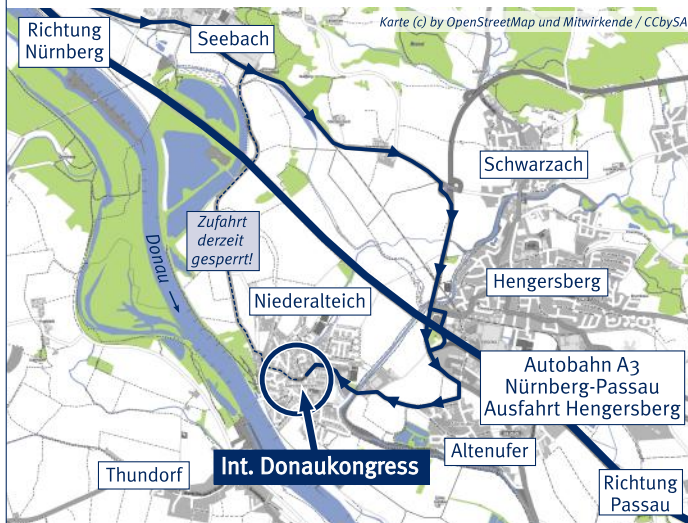 Karte (c) by OpenStreetMap und Mitwirkende / CCbySA
Richtung
Nürnberg
Seebach
Schwarzach
Zufahrt
derzeit
gesperrt!
Donau
Hengersberg
Niederalteich
Autobahn A3
Nürnberg-Passau
Ausfahrt Hengersberg
Altenufer
Int. Donaukongress
Thundorf
Richtung
Passau